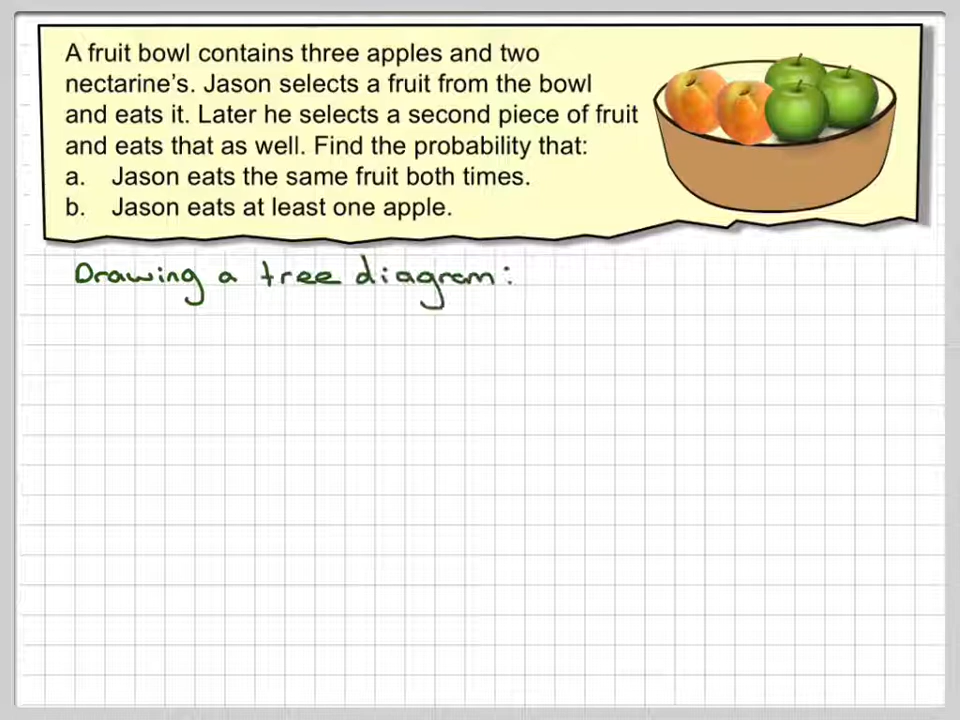 A fruit bowl contains three apples and two
nectarine's. Jason selects a fruit from the bowl
and eats it. Later he selects a second piece of fruit
and eats that as well. Find the probability that:
a. Jason eats the same fruit both times.
b. Jason eats at least one apple.
Drawing a tree diagram: